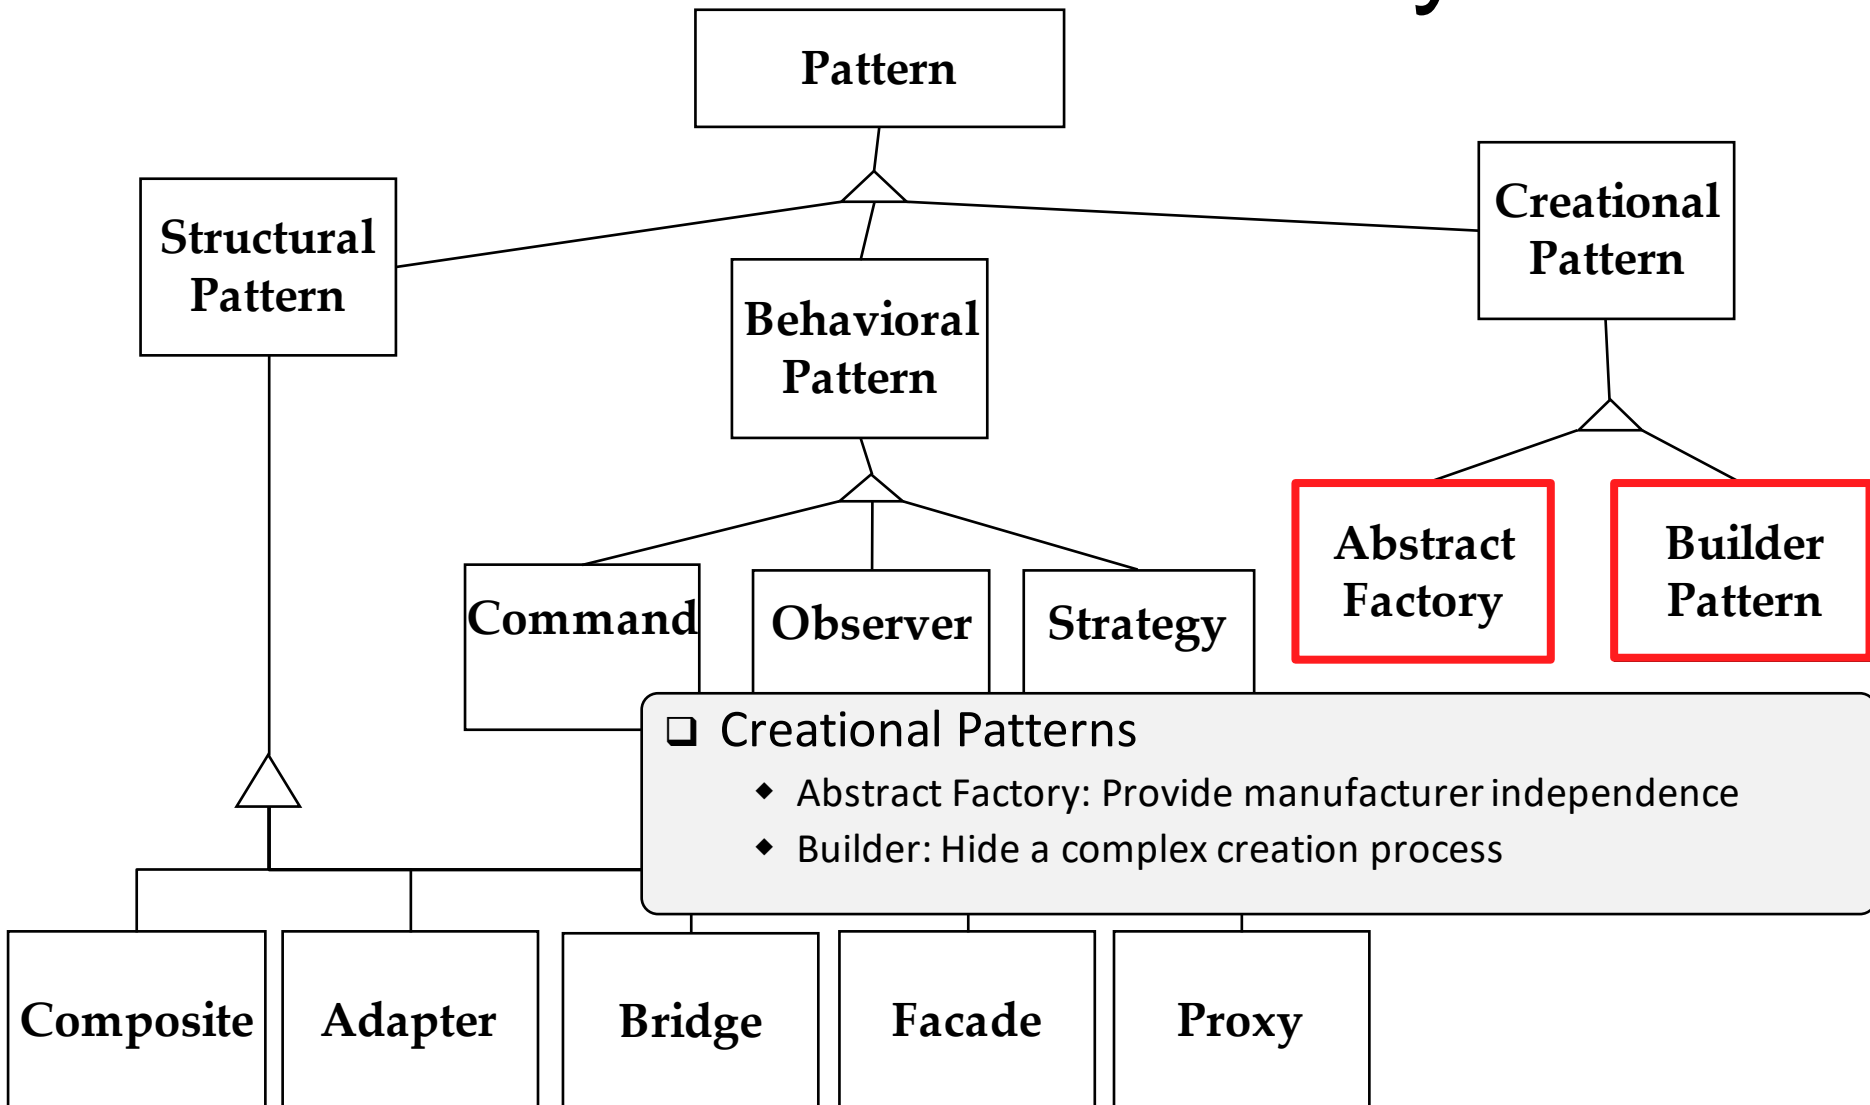 Pattern
Structural
Pattern
Behavioral
Pattern
Creational
Pattern
Command
Observer
Strategy
Abstract
Factory
Builder
Pattern
❑ Creational Patterns
◆ Abstract Factory: Provide manufacturer independence
◆ Builder: Hide a complex creation process
Composite
Adapter
Bridge
Facade
Proxy